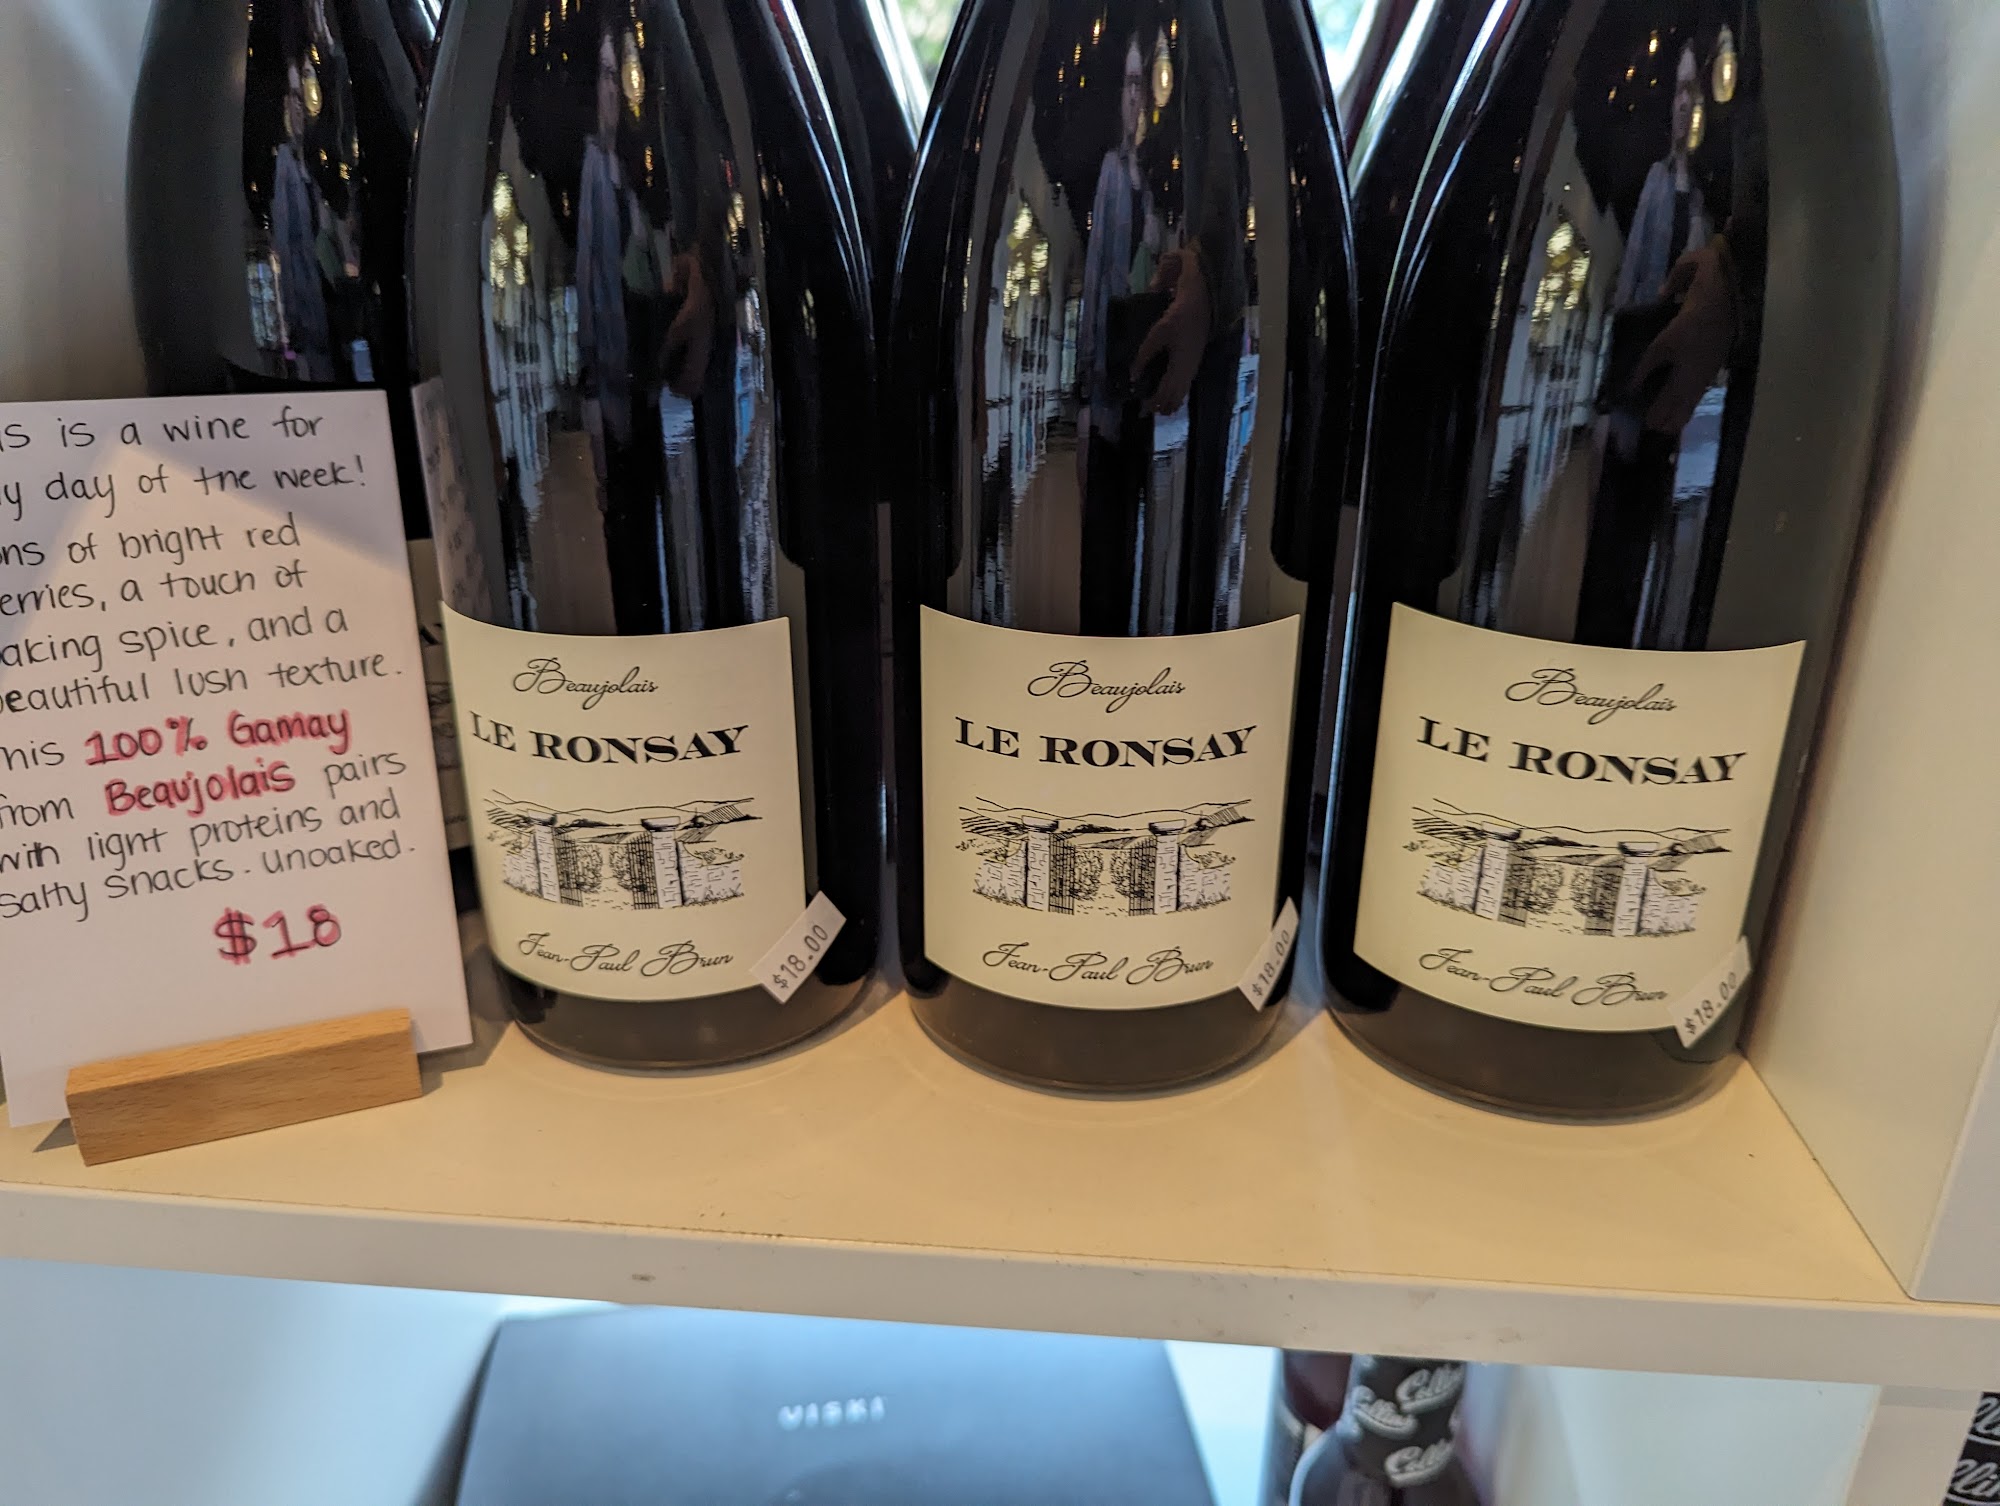 is is a wine for
y day of the week!
ns of bright red
erries, a touch of
aking spice, and a
eautiful lush texture.
his 100% Gamay
from Beaujolais pairs
with light proteins and
salty snacks. unoaked.
$18
Beaujolais
LE RONSAY
Jean-Paul Brun
$18.00
Beaujolais
LE RONSAY
Jean-Paul Brun
$18.00
Beaujolais
LE RONSAY
Jean-Paul Brun
$18.00
VISKI
Collins
Collins